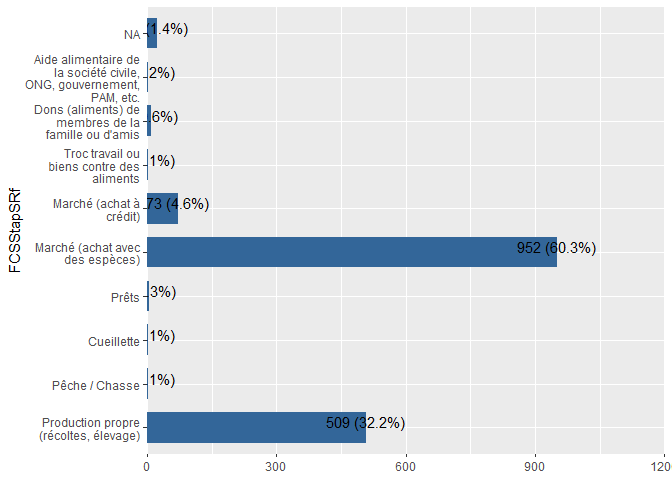 FCSStapSRf
NA
(1.4%)
Aide alimentaire de
la société civile,
ONG, gouvernement,
PAM, etc.
2%)
Dons (aliments) de
membres de la
famille ou d'amis
6%)
Troc travail ou
biens contre des
aliments
1%)
Marché (achat à
crédit)
73 (4.6%)
Marché (achat avec
des espèces)
952 (60.3%)
Prêts
3%)
Cueillette
1%)
Pêche / Chasse
1%)
Production propre
(récoltes, élevage)
509 (32.2%)
0
300
600
900
120